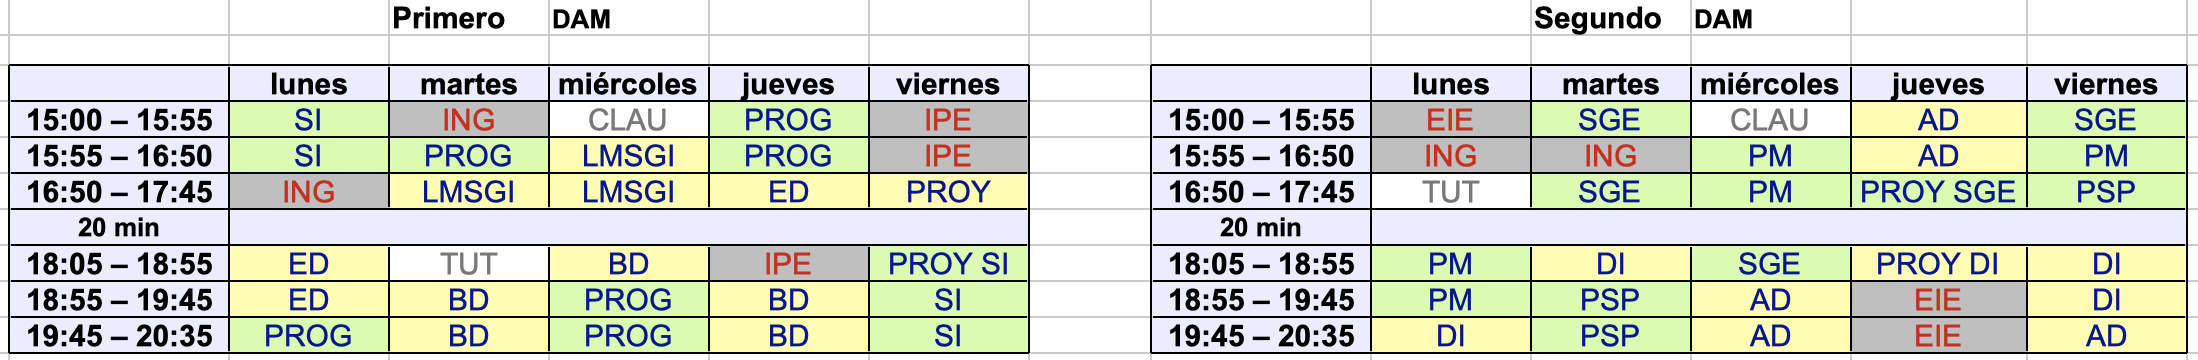 Primero DAM Segundo DAM
lunes martes miércoles jueves viernes lunes martes miércoles jueves viernes
15:00 – 15:55 SI ING CLAU PROG IPE 15:00 – 15:55 EIE SGE CLAU AD SGE
15:55 – 16:50 SI PROG LMSGI PROG IPE 15:55 – 16:50 ING ING PM AD PM
16:50 – 17:45 ING LMSGI LMSGI ED PROY 16:50 – 17:45 TUT SGE PM PROY SGE PSP
20 min 20 min
18:05 – 18:55 ED TUT BD IPE PROY SI 18:05 – 18:55 PM DI SGE PROY DI DI
18:55 – 19:45 ED BD PROG BD SI 18:55 – 19:45 PM PSP AD EIE DI
19:45 – 20:35 PROG BD PROG BD SI 19:45 – 20:35 DI PSP AD EIE AD